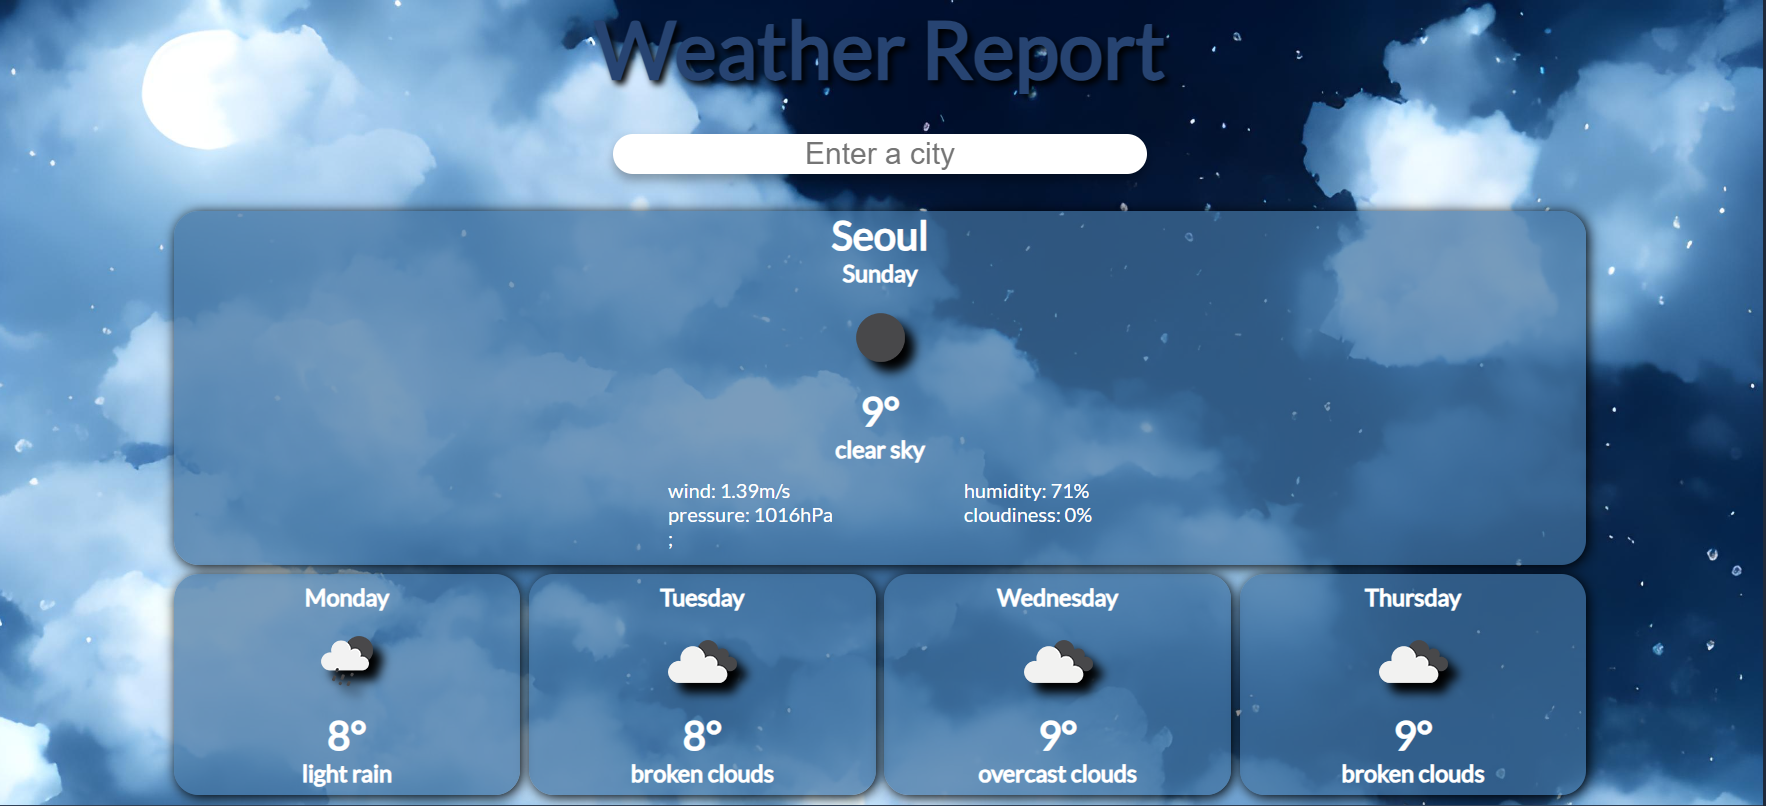 Weather Report
Enter a city
Seoul
Sunday
9°
clear sky
wind: 1.39m/s humidity: 71%
pressure: 1016hPa cloudiness: 0%
;
Monday Tuesday Wednesday Thursday
8° 8° 9° 9°
light rain broken clouds overcast clouds broken clouds